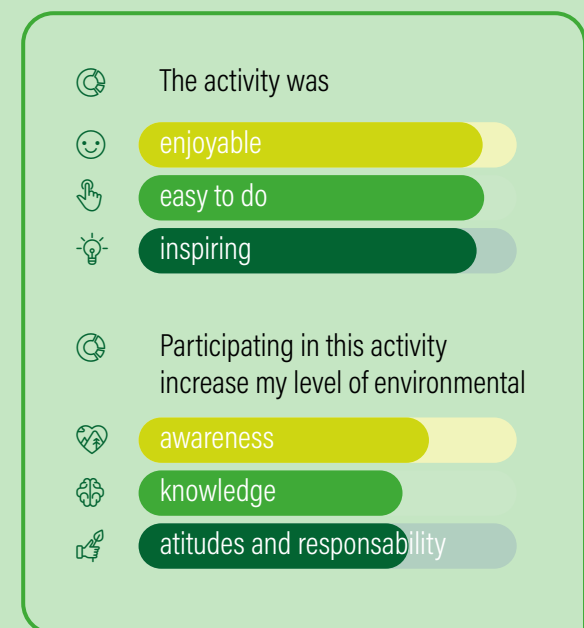 The activity was
enjoyable
easy to do
inspiring
Participating in this activity
increase my level of environmental
awareness
knowledge
atitudes and responsability